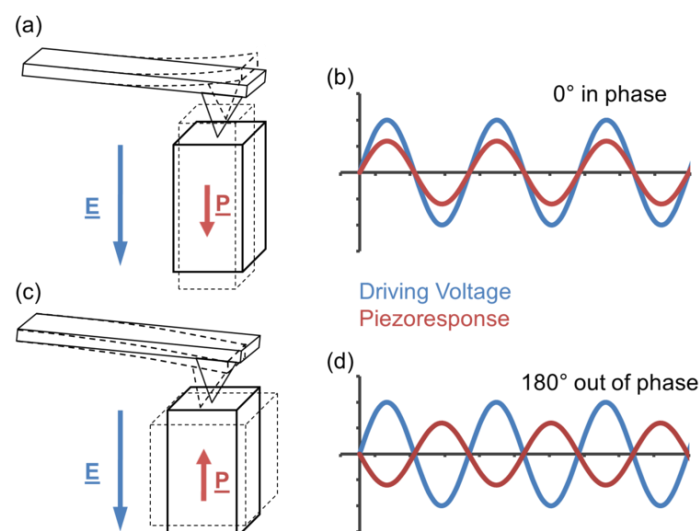 (a)
(b)
0° in phase
E
P
Driving Voltage
Piezoresponse
(c)
(d)
180° out of phase
E
P